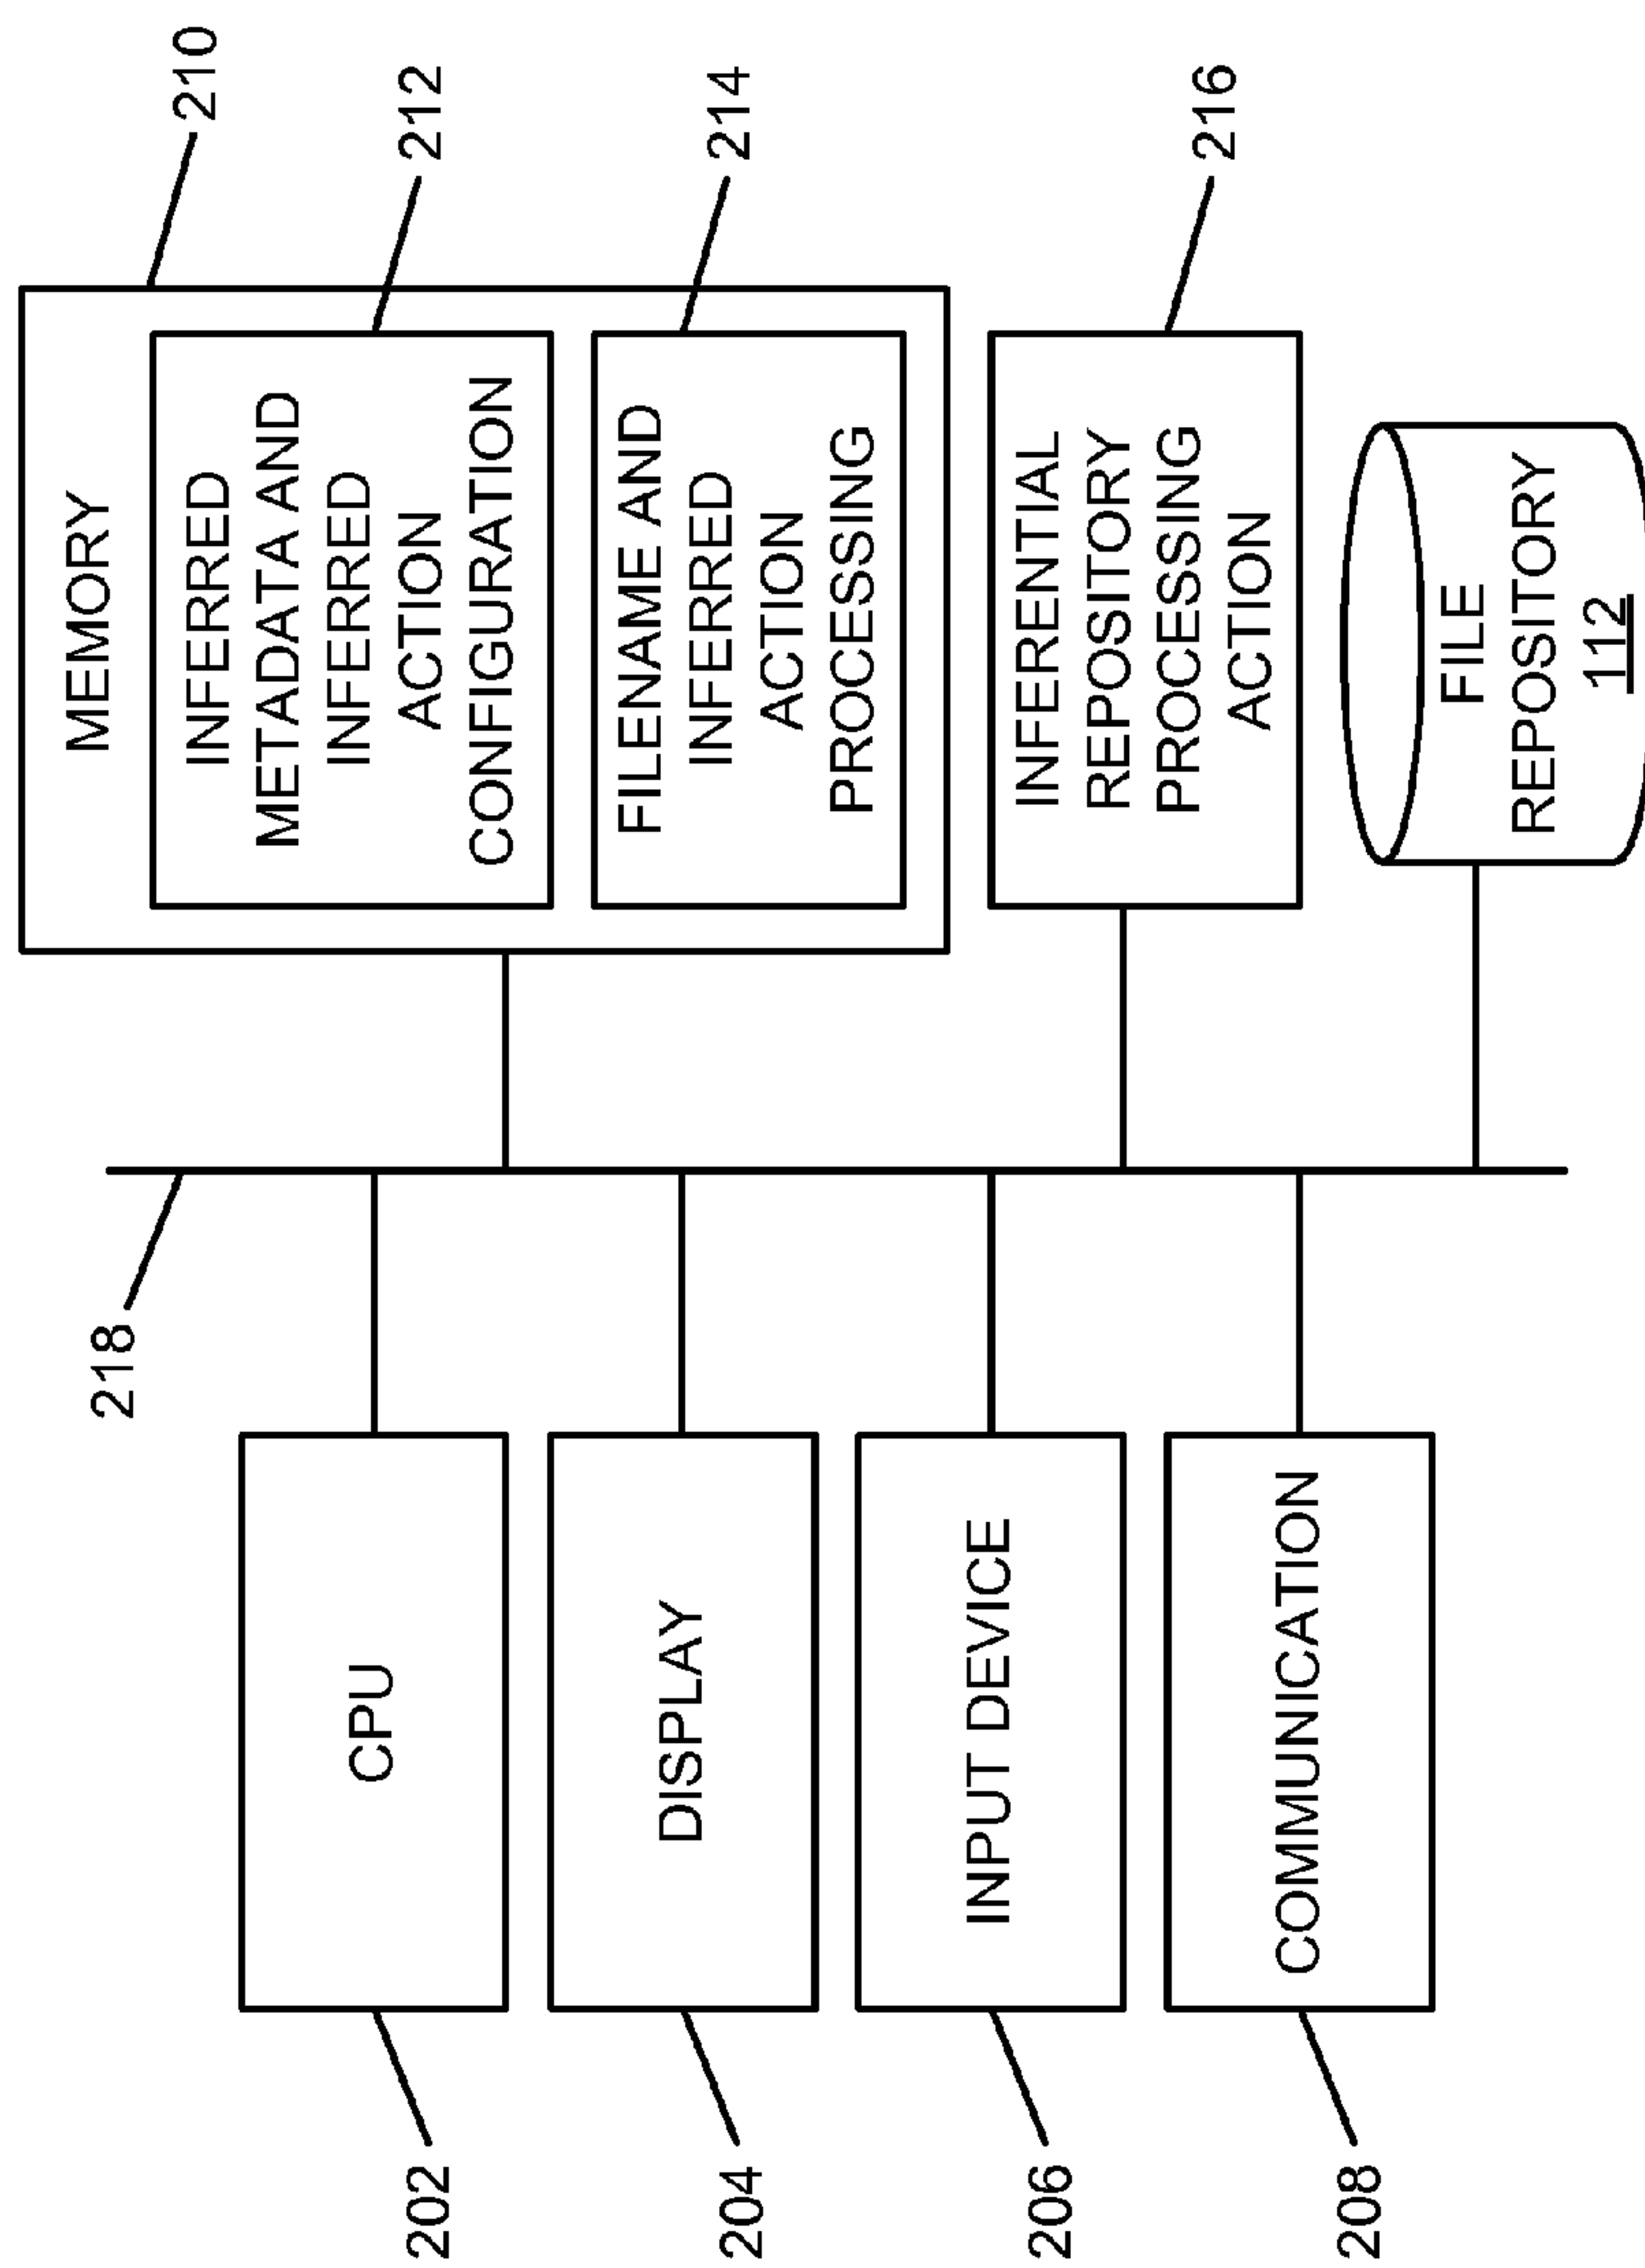 218
210
MEMORY
INFERRED
METADATA AND
INFERRED
ACTION
CONFIGURATION
212
FILENAME AND
INFERRED
ACTION
PROCESSING
214
INFERENTIAL
REPOSITORY
PROCESSING
ACTION
216
FILE
REPOSITORY
112
202
CPU
204
DISPLAY
206
INPUT DEVICE
208
COMMUNICATION